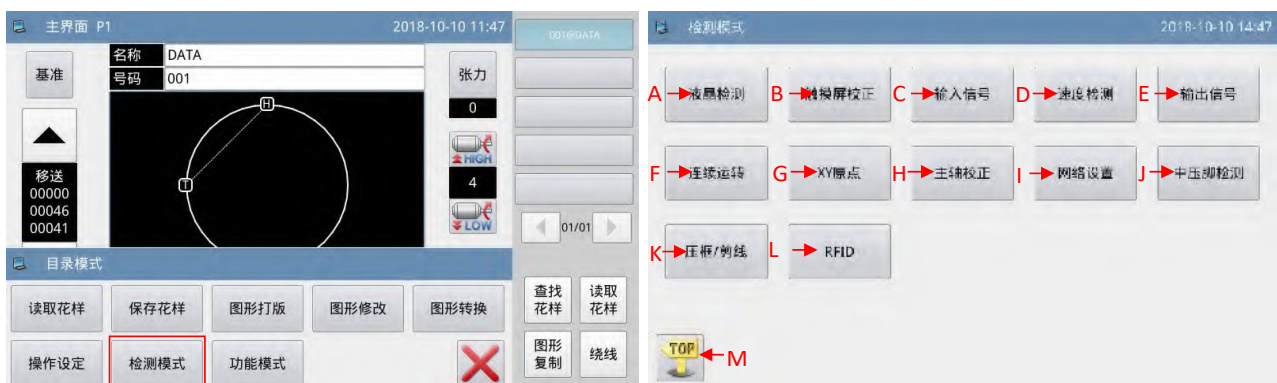 主界面 P1
2018-10-10 11:47
001@DATA
基准
名称 DATA
号码 001
张力
0
H
T
HIGH
4
LOW
移送
00000
00046
00041
01/01
目录模式
读取花样 保存花样 图形打版 图形修改 图形转换
操作设定 检测模式 功能模式
查找
花样
读取
花样
图形
复制
绕线
检测模式
2018-10-10 14:47
A 液晶检测 B 触摸屏校正 C 输入信号 D 速度检测 E 输出信号
F 连续运转 G XY原点 H 主轴校正 I 网络设置 J 中压脚检测
K 压框/剪线 L RFID
TOP M